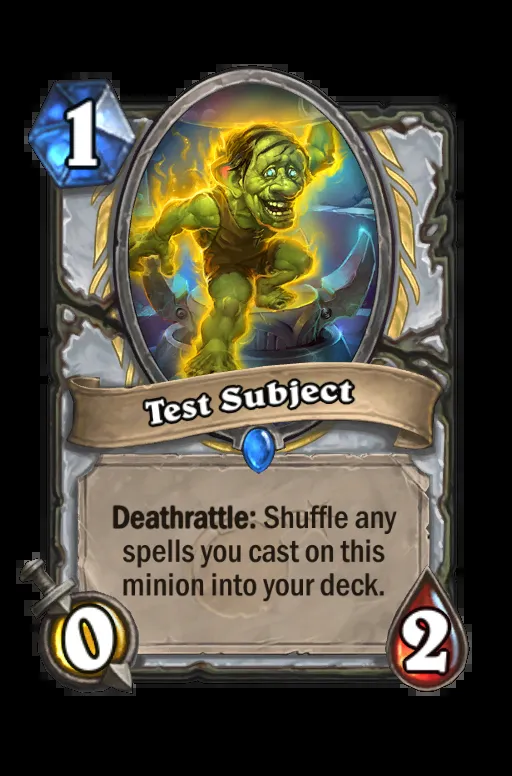 1
Test Subject
Deathrattle: Shuffle any
spells you cast on this
minion into your deck.
0
2